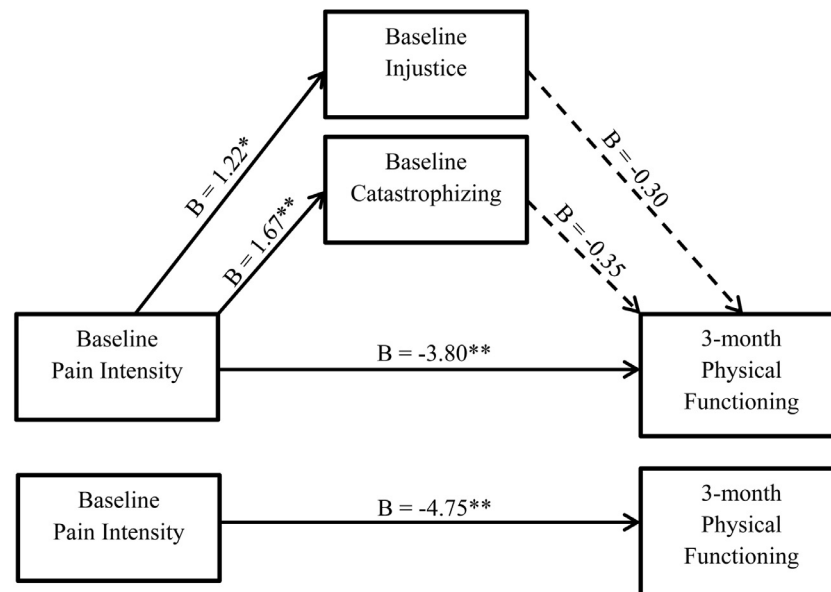 Baseline
Injustice
B = 1.22*
B = -0.30
Baseline
Catastrophizing
B = 1.67**
B = -0.35
Baseline
Pain Intensity
B = -3.80**
3-month
Physical
Functioning
Baseline
Pain Intensity
B = -4.75**
3-month
Physical
Functioning